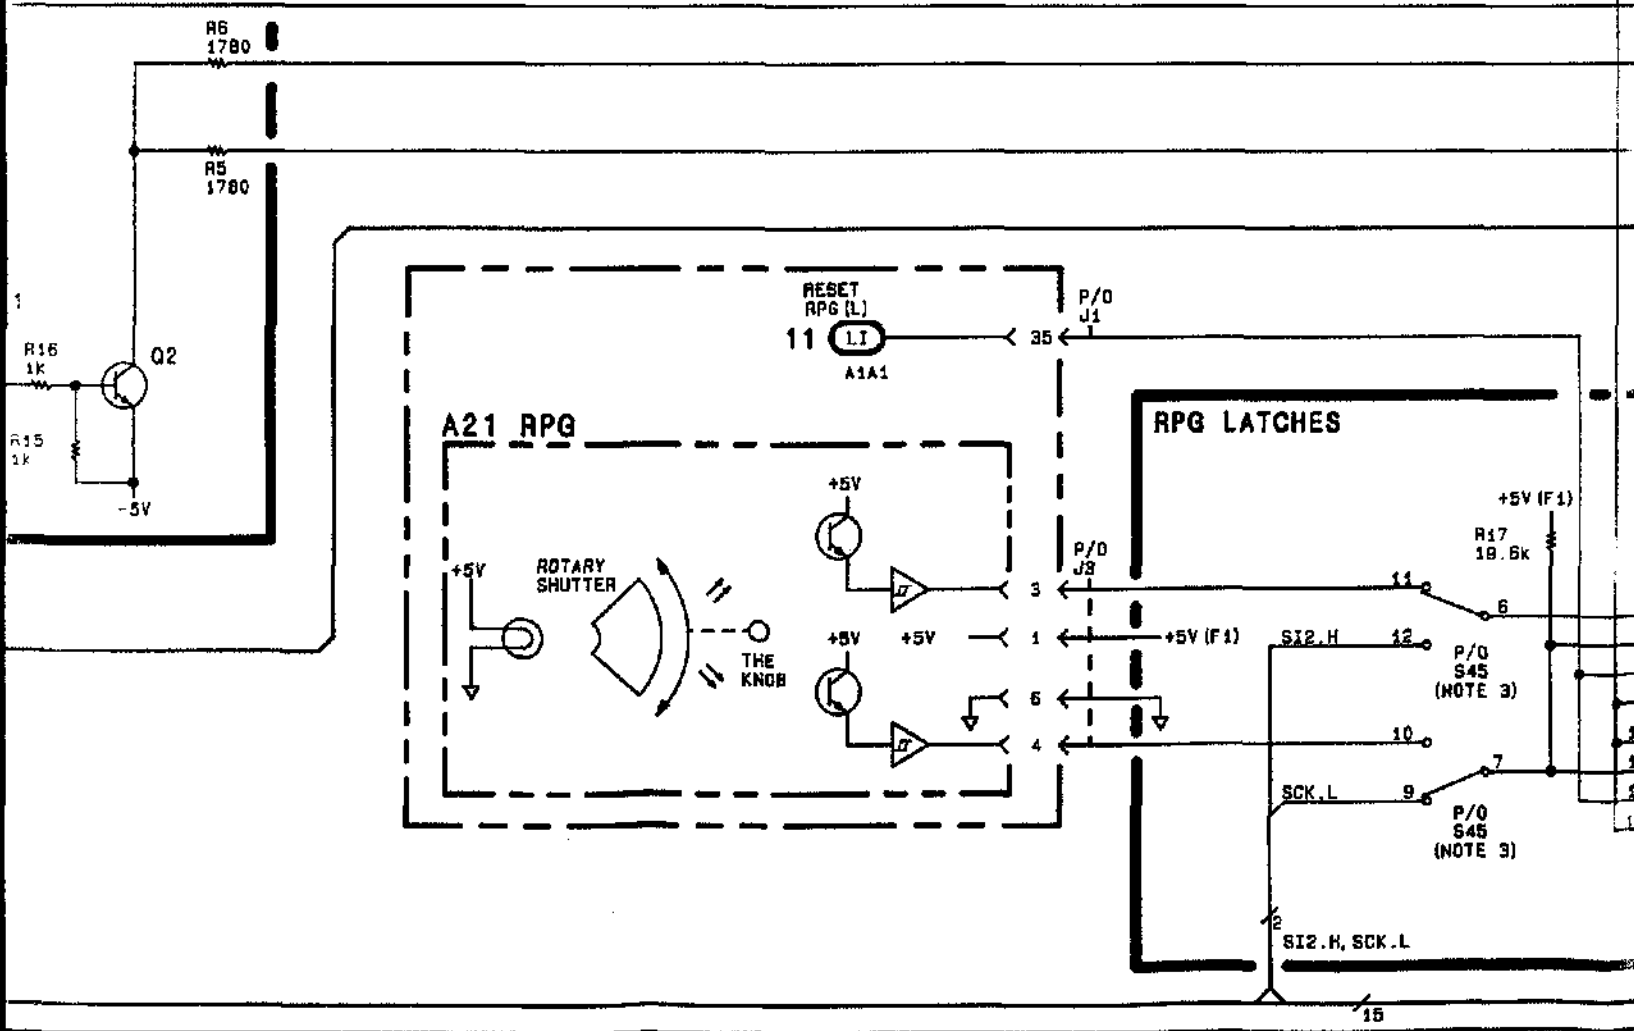 R6
1780
R5
1780
1
R16
1k
Q2
R15
1k
-5V
RESET
RPG (L)
11
LI
A1A1
35
P/O
J1
A21 RPG
RPG LATCHES
+5V
ROTARY
SHUTTER
THE
KNOB
+5V
+5V
+5V
3
1
6
4
P/O
J3
+5V (F1)
+5V (F1)
R17
19.6k
11
6
SI2.H
12
P/O
S45
(NOTE 3)
10
7
SCK.L
9
P/O
S45
(NOTE 3)
2
SI2.H, SCK.L
15